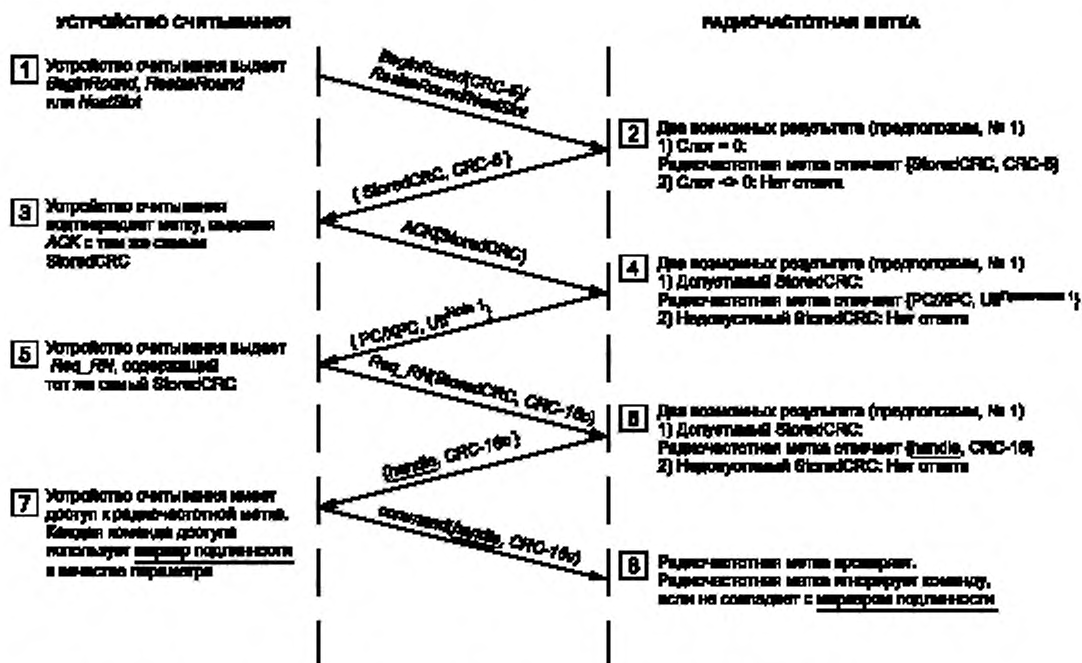 УСТРОЙСТВО СЧИТЫВАНИЯ
РАДИОЧАСТОТНАЯ МЕТКА
1 Устройство считывания выдает
BeginRound, ResizeRound
или NextSlot
BeginRound(CRC-5)/
ResizeRound/NextSlot
2 Два возможных результата (предположим, № 1)
1) Слот = 0:
Радиочастотная метка отвечает {StoredCRC, CRC-5}
2) Слот <> 0: Нет ответа
{ StoredCRC, CRC-5 }
3 Устройство считывания
подтверждает метку, выдавая
ACK с тем же самым
StoredCRC
ACK{StoredCRC}
4 Два возможных результата (предположим, № 1)
1) Допустимый StoredCRC:
Радиочастотная метка отвечает {PC/XPC, UII Примечание 1}
2) Недопустимый StoredCRC: Нет ответа
{ PC/XPC, UII Note 1}
5 Устройство считывания выдает
Req_RN, содержащий
тот же самый StoredCRC
Req_RN{StoredCRC, CRC-16c}
6 Два возможных результата (предположим, № 1)
1) Допустимый StoredCRC:
Радиочастотная метка отвечает {handle, CRC-16}
2) Недопустимый StoredCRC: Нет ответа
{handle, CRC-16c}
7 Устройство считывания имеет
доступ к радиочастотной метке.
Каждая команда доступа
использует маркер подлинности
в качестве параметра
command(handle, CRC-16c)
8 Радиочастотная метка проверяет.
Радиочастотная метка игнорирует команду,
если не совпадает с маркером подлинности